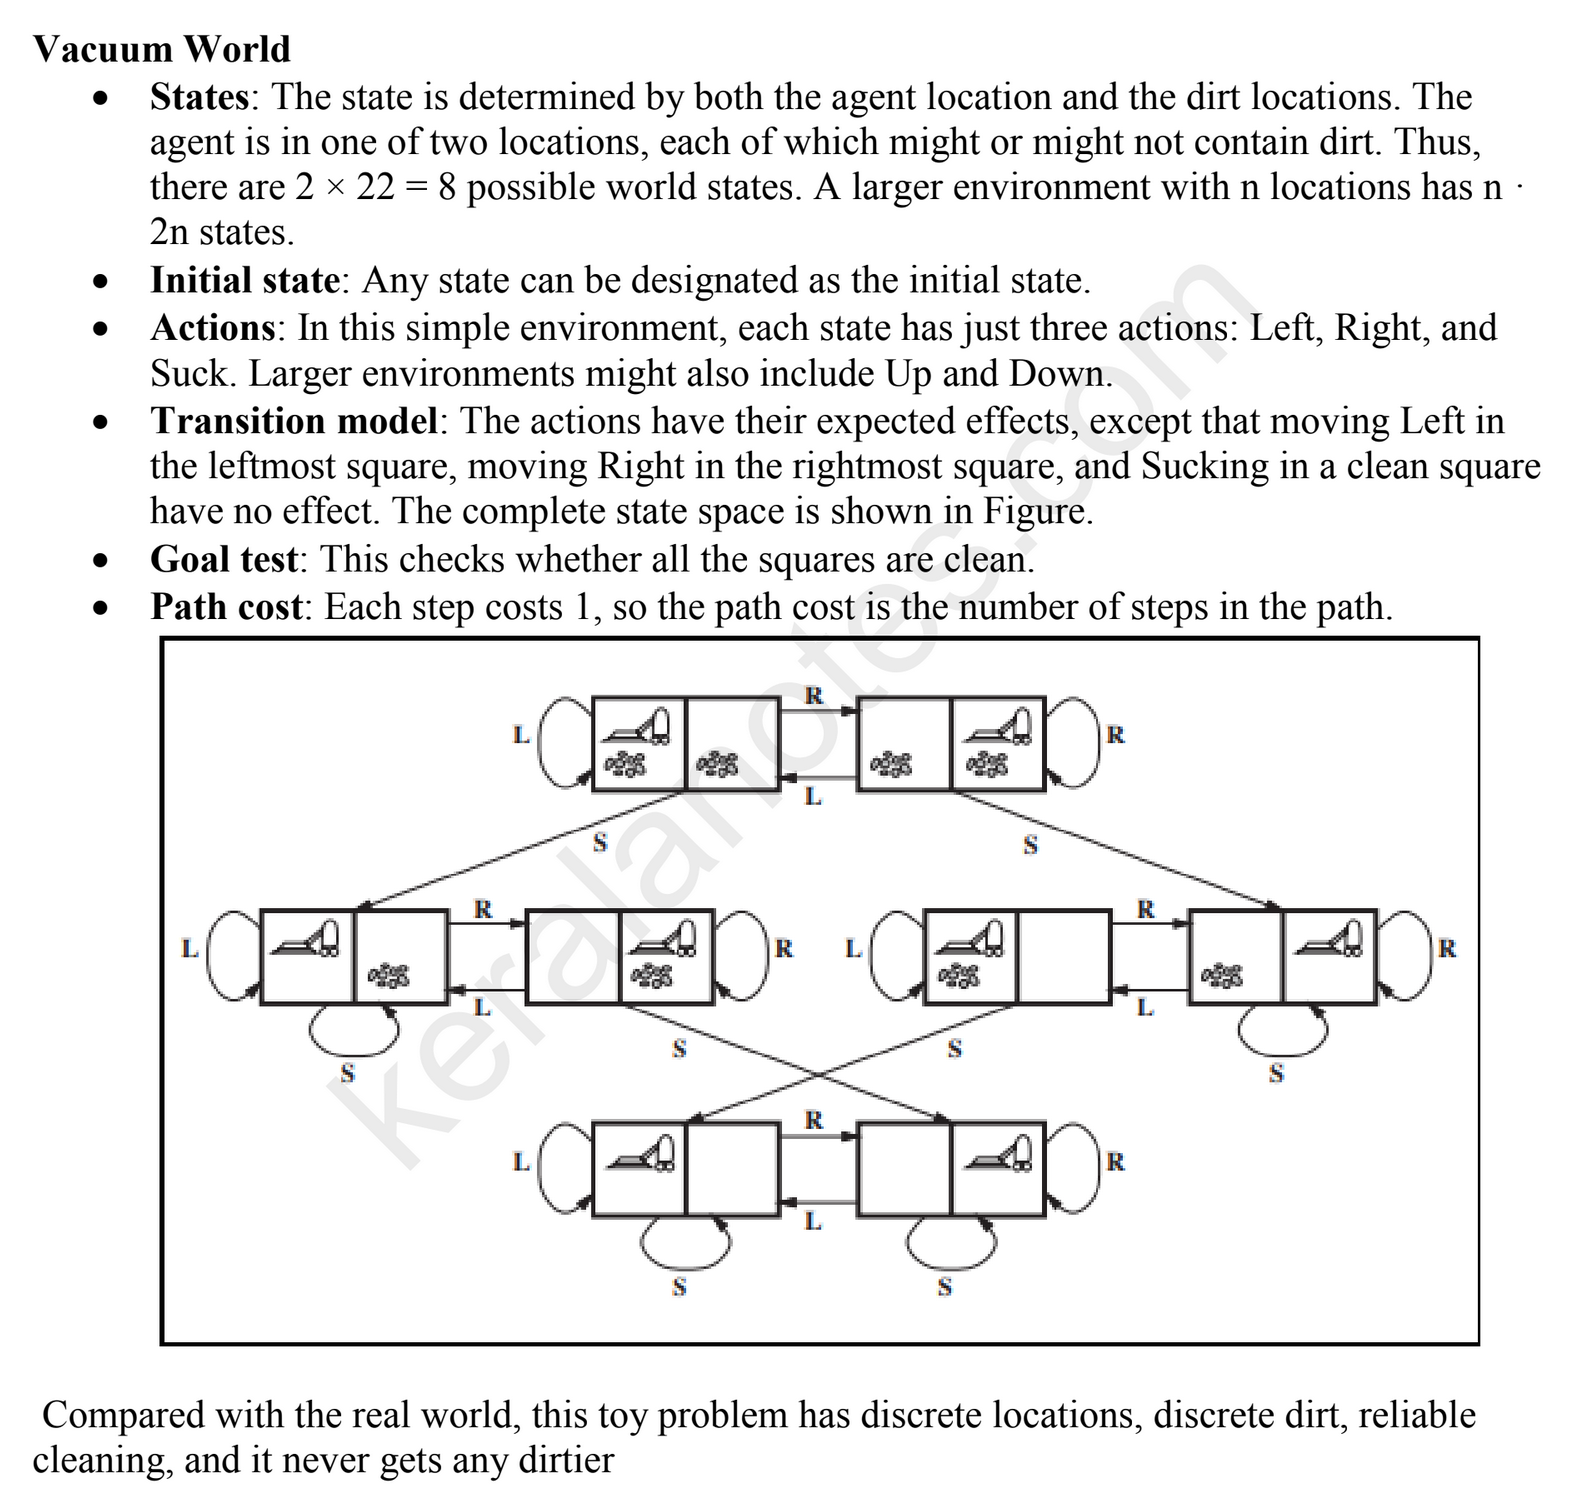 Vacuum World
• States: The state is determined by both the agent location and the dirt locations. The
agent is in one of two locations, each of which might or might not contain dirt. Thus,
there are 2 × 22 = 8 possible world states. A larger environment with n locations has n ·
2n states.
• Initial state: Any state can be designated as the initial state.
• Actions: In this simple environment, each state has just three actions: Left, Right, and
Suck. Larger environments might also include Up and Down.
• Transition model: The actions have their expected effects, except that moving Left in
the leftmost square, moving Right in the rightmost square, and Sucking in a clean square
have no effect. The complete state space is shown in Figure.
• Goal test: This checks whether all the squares are clean.
• Path cost: Each step costs 1, so the path cost is the number of steps in the path.
R
L R
L
S S
R R
L R L R
L L
S S
S S
R
L R
L
S S
keralanotes.com
Compared with the real world, this toy problem has discrete locations, discrete dirt, reliable
cleaning, and it never gets any dirtier